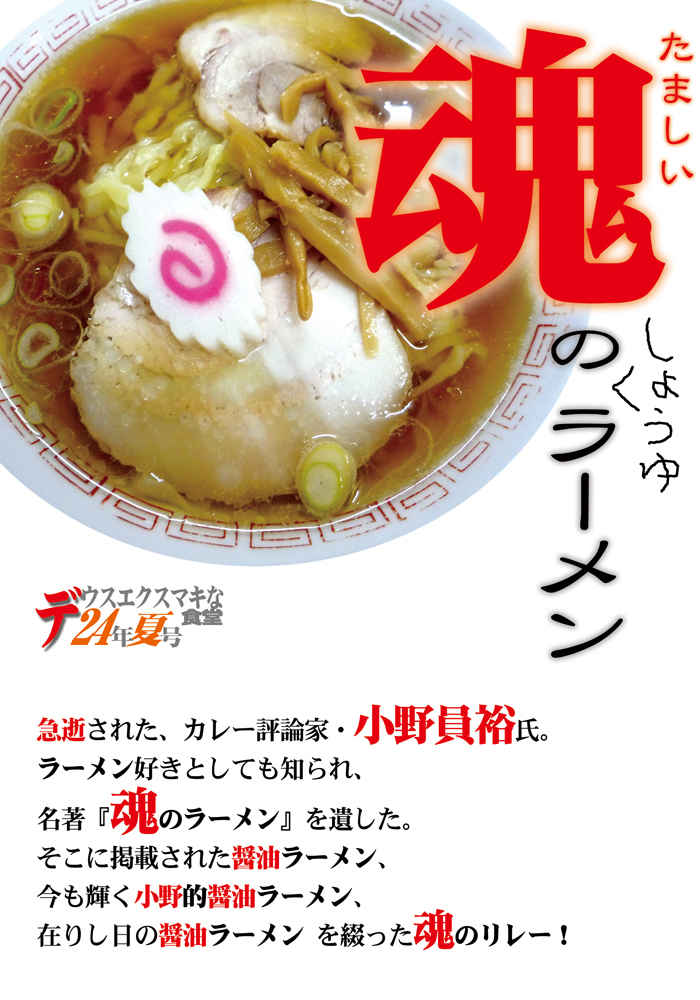 たましい
魂
の
しょうゆ
く
ラーメン
デウスエクスマキな
食堂
24年夏号
急逝された、カレー評論家・小野員裕氏。
ラーメン好きとしても知られ、
名著『魂のラーメン』を遺した。
そこに掲載された醤油ラーメン、
今も輝く小野的醤油ラーメン、
在りし日の醤油ラーメン を綴った魂のリレー！